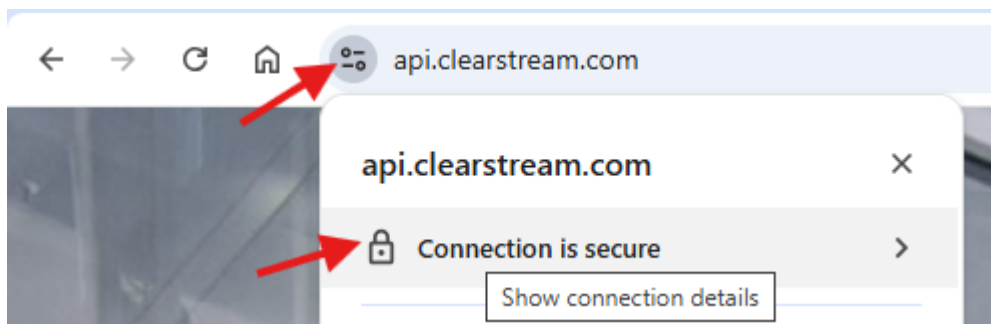 api.clearstream.com
api.clearstream.com
Connection is secure
Show connection details